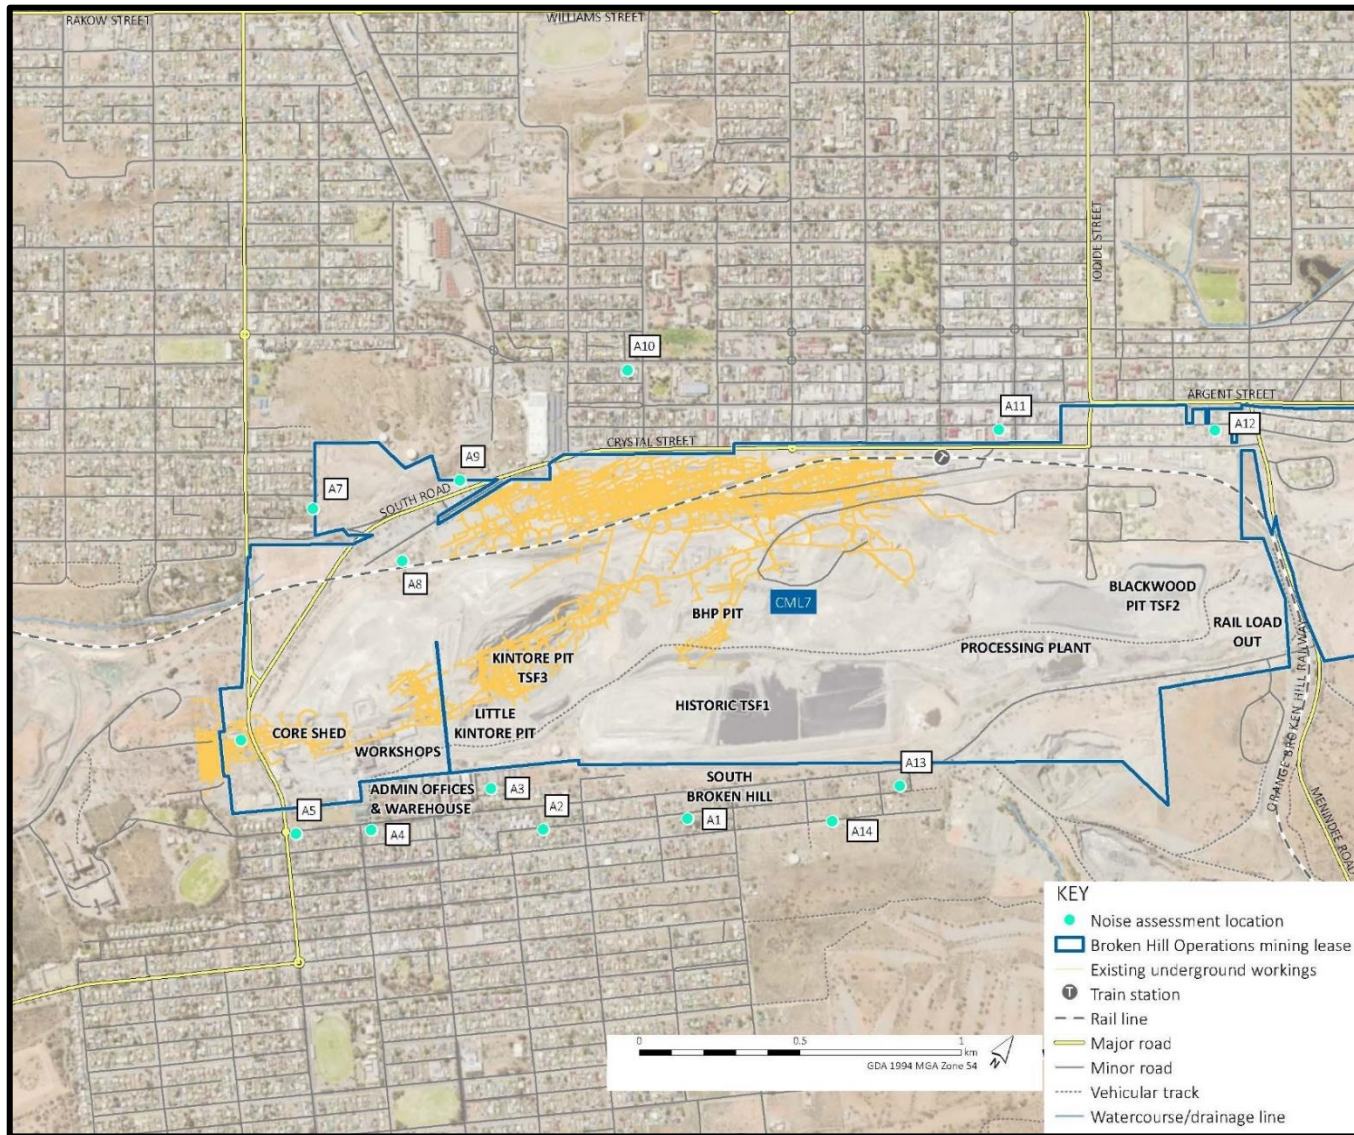 RAKOW STREET
WILLIAMS STREET
IODIDE STREET
A10
ARGENT STREET
A11
A12
CRYSTAL STREET
A9
A7
SOUTH ROAD
A8
BLACKWOOD
PIT TSF2
CML7
BHP PIT
RAIL LOAD
OUT
PROCESSING PLANT
KINTORE PIT
TSF3
ORANGE BROKEN HILL RAILWAY
HISTORIC TSF1
LITTLE
KINTORE PIT
CORE SHED
WORKSHOPS
A13
SOUTH
BROKEN HILL
A3
ADMIN OFFICES
& WAREHOUSE
MENINDEE ROAD
A5
A4
A2
A1
A14
KEY
Noise assessment location
Broken Hill Operations mining lease
Existing underground workings
T
Train station
Rail line
Major road
Minor road
Vehicular track
Watercourse/drainage line
0
0.5
1
km
GDA 1994 MGA Zone 54
N
T